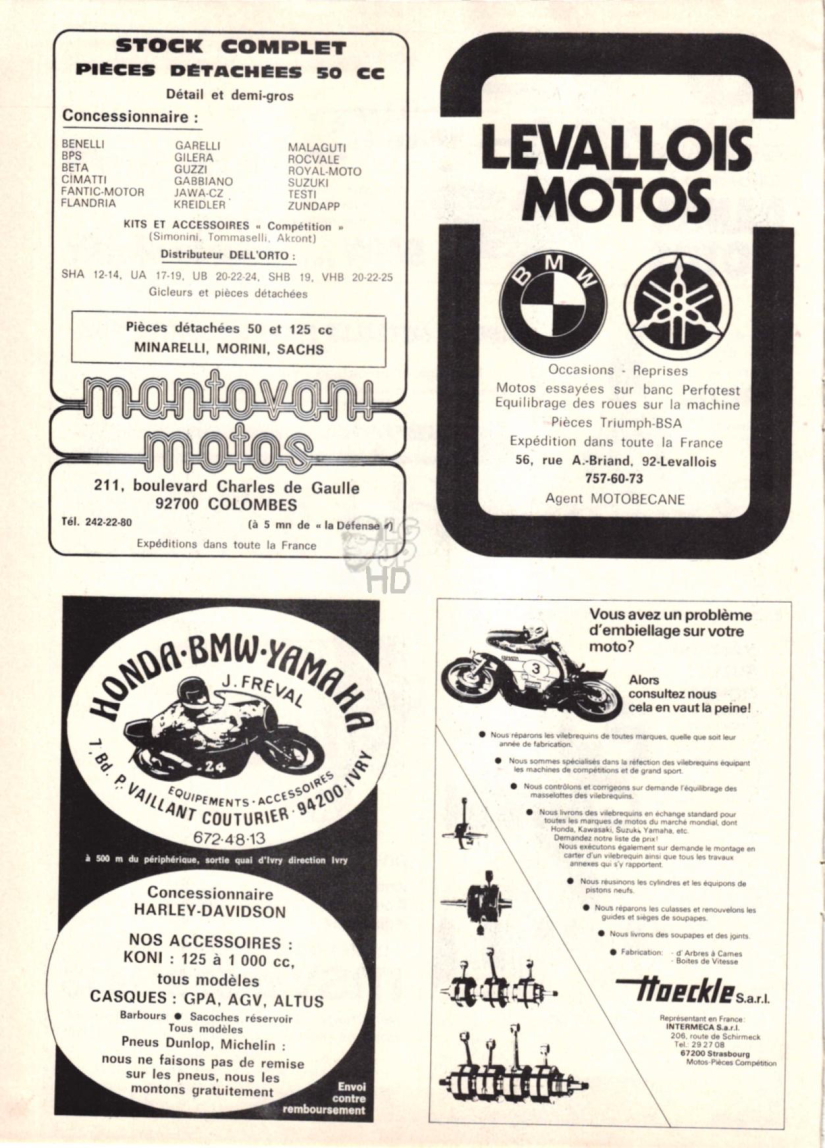 STOCK COMPLET
PIÈCES DÉTACHÉES 50 CC
Détail et demi-gros
Concessionnaire :
BENELLI GARELLI MALAGUTI
BPS GILERA ROCVALE
BETA GUZZI ROYAL-MOTO
CIMATTI GABBIANO SUZUKI
FANTIC-MOTOR JAWA-CZ TESTI
FLANDRIA KREIDLER ZUNDAPP
KITS ET ACCESSOIRES « Compétition »
(Simonini, Tommaselli, Akront)
Distributeur DELL'ORTO :
SHA 12-14, UA 17-19, UB 20-22-24, SHB 19, VHB 20-22-25
Gicleurs et pièces détachées
Pièces détachées 50 et 125 cc
MINARELLI, MORINI, SACHS
mantovani
motos
211, boulevard Charles de Gaulle
92700 COLOMBES
Tél. 242-22-80 (à 5 mn de « la Défense »)
Expéditions dans toute la France
LEVALLOIS
MOTOS
BMW
Occasions - Reprises
Motos essayées sur banc Perfotest
Equilibrage des roues sur la machine
Pièces Triumph-BSA
Expédition dans toute la France
56, rue A.-Briand, 92-Levallois
757-60-73
Agent MOTOBECANE
LG
UP
HD
HONDA·BMW·YAMAHA
J. FREVAL
24
EQUIPEMENTS·ACCESSOIRES
7, Bd. P. VAILLANT COUTURIER·94200·IVRY
672·48·13
à 500 m du périphérique, sortie quai d'Ivry direction Ivry
Concessionnaire
HARLEY-DAVIDSON
NOS ACCESSOIRES :
KONI : 125 à 1 000 cc,
tous modèles
CASQUES : GPA, AGV, ALTUS
Barbours ● Sacoches réservoir
Tous modèles
Pneus Dunlop, Michelin :
nous ne faisons pas de remise
sur les pneus, nous les
montons gratuitement
Envoi
contre
remboursement
3
Vous avez un problème
d'embiellage sur votre
moto?
Alors
consultez nous
cela en vaut la peine!
● Nous réparons les vilebrequins de toutes marques, quelle que soit leur
année de fabrication.
● Nous sommes spécialisés dans la réfection des vilebrequins équipant
les machines de compétitions et de grand sport.
● Nous contrôlons et corrigeons sur demande l'équilibrage des
masselottes des vilebrequins.
● Nous livrons des vilebrequins en échange standard pour
toutes les marques de motos du marché mondial, dont
Honda, Kawasaki, Suzuki, Yamaha, etc.
Demandez notre liste de prix!
Nous exécutons également sur demande le montage en
carter d'un vilebrequin ainsi que tous les travaux
annexes qui s'y rapportent.
● Nous réusinons les cylindres et les équipons de
pistons neufs.
● Nous réparons les culasses et renouvelons les
guides et sièges de soupapes.
● Nous livrons des soupapes et des joints.
● Fabrication: - d'Arbres à Cames
- Boites de Vitesse
Hoeckle S.a.r.l.
Représentant en France:
INTERMÉCA S.a.r.l.
206, route de Schirmeck
Tel.: 29 27 08
67200 Strasbourg
Motos-Pièces Compétition